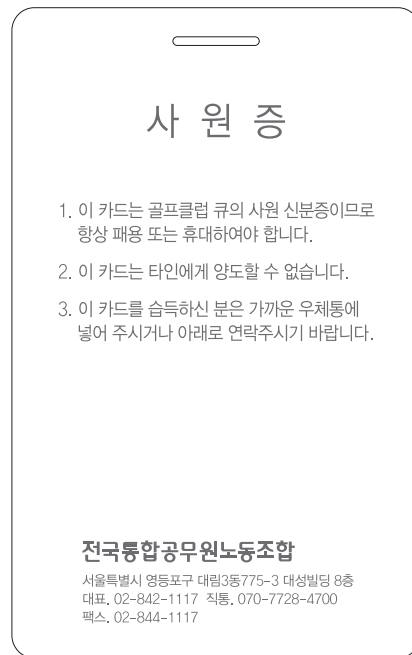 사 원 증
1. 이 카드는 골프클럽 큐의 사원 신분증이므로
항상 패용 또는 휴대하여야 합니다.
2. 이 카드는 타인에게 양도할 수 없습니다.
3. 이 카드를 습득하신 분은 가까운 우체통에
넣어 주시거나 아래로 연락주시기 바랍니다.
전국통합공무원노동조합
서울특별시 영등포구 대림3동775-3 대성빌딩 8층
대표. 02-842-1117 직통. 070-7728-4700
팩스. 02-844-1117